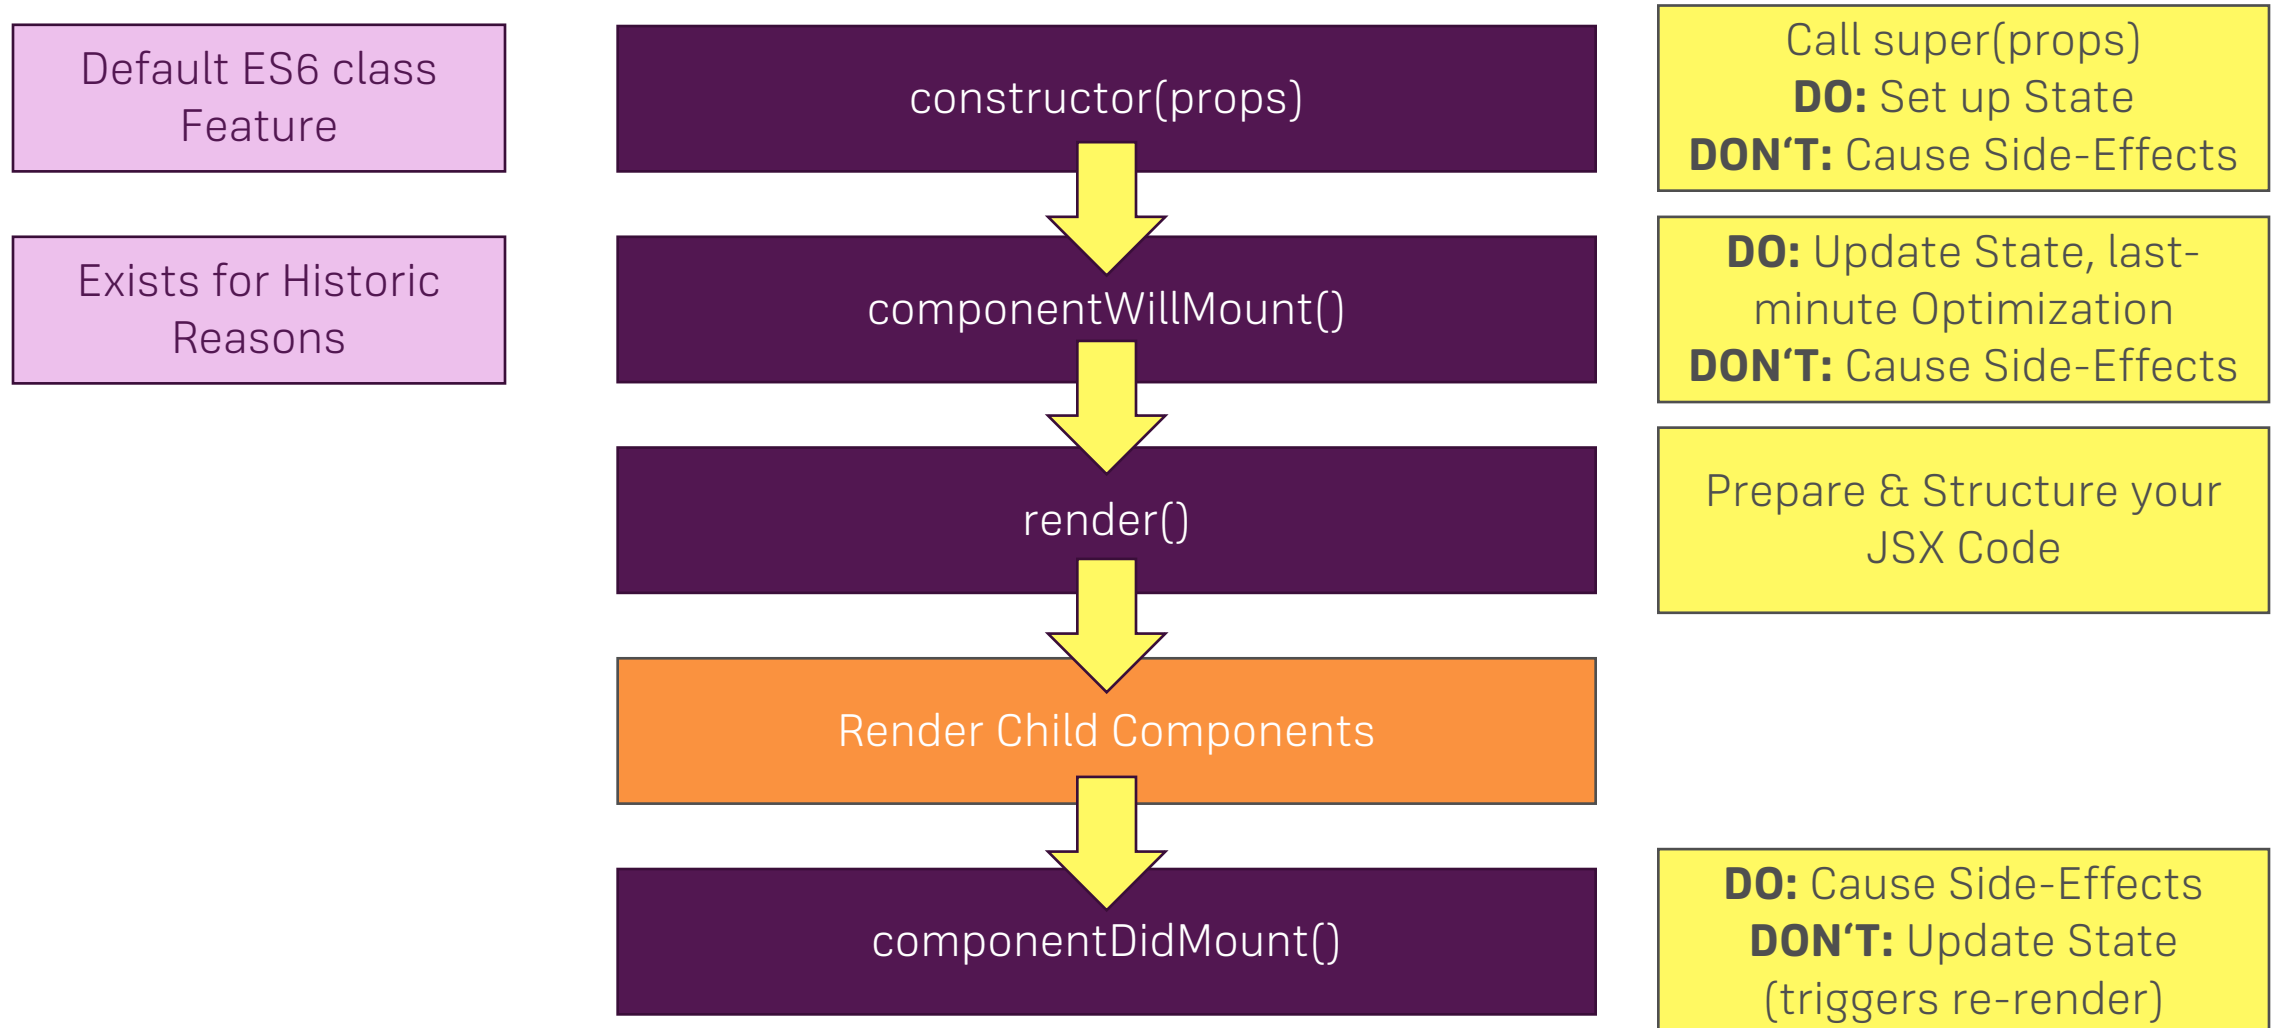 Default ES6 class
Feature
constructor(props)
Call super(props)
DO: Set up State
DON‘T: Cause Side-Effects
Exists for Historic
Reasons
componentWillMount()
DO: Update State, last-
minute Optimization
DON‘T: Cause Side-Effects
render()
Prepare & Structure your
JSX Code
Render Child Components
componentDidMount()
DO: Cause Side-Effects
DON‘T: Update State
(triggers re-render)